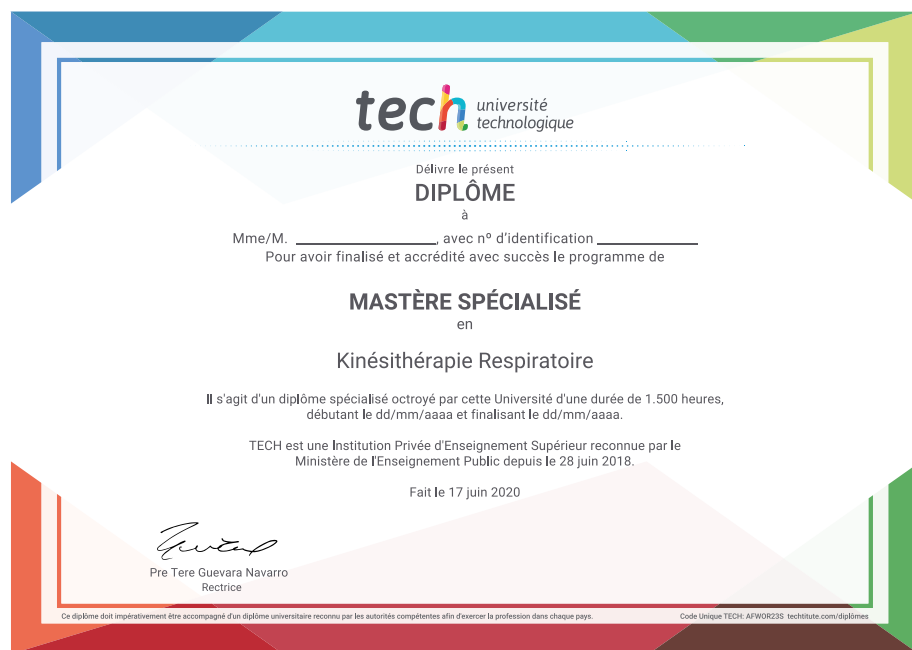 tech université
technologique
Délivre le présent
DIPLÔME
à
Mme/M. ____________________, avec nº d'identification ______________
Pour avoir finalisé et accrédité avec succès le programme de
MASTÈRE SPÉCIALISÉ
en
Kinésithérapie Respiratoire
Il s'agit d'un diplôme spécialisé octroyé par cette Université d'une durée de 1.500 heures,
débutant le dd/mm/aaaa et finalisant le dd/mm/aaaa.
TECH est une Institution Privée d'Enseignement Supérieur reconnue par le
Ministère de l'Enseignement Public depuis le 28 juin 2018.
Fait le 17 juin 2020
Pre Tere Guevara Navarro
Rectrice
Ce diplôme doit impérativement être accompagné d'un diplôme universitaire reconnu par les autorités compétentes afin d'exercer la profession dans chaque pays.
Code Unique TECH: AFWOR23S techtitute.com/diplômes